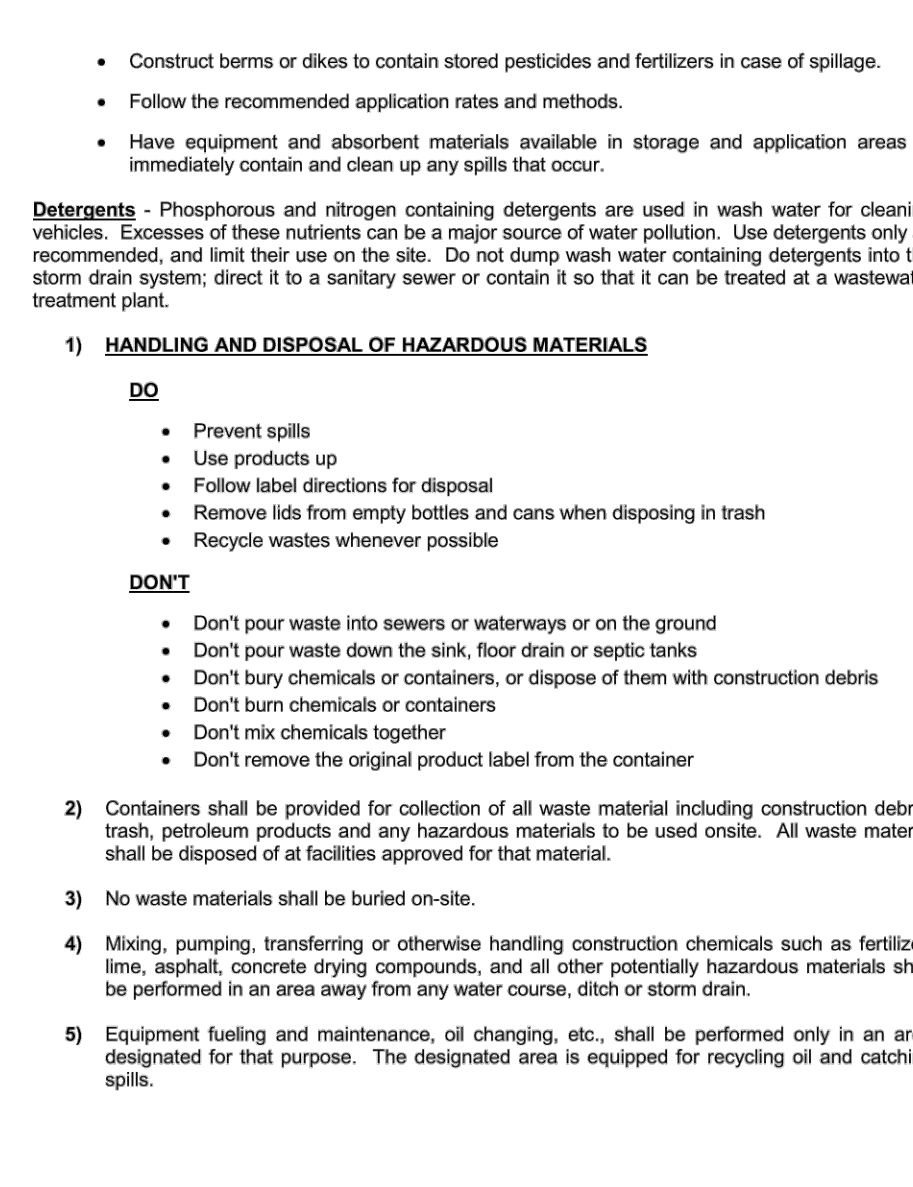 • Construct berms or dikes to contain stored pesticides and fertilizers in case of spillage.
• Follow the recommended application rates and methods.
• Have equipment and absorbent materials available in storage and application areas
immediately contain and clean up any spills that occur.
Detergents - Phosphorous and nitrogen containing detergents are used in wash water for
vehicles. Excesses of these nutrients can be a major source of water pollution. Use detergents only
recommended, and limit their use on the site. Do not dump wash water containing detergents into
storm drain system; direct it to a sanitary sewer or contain it so that it can be treated at a
treatment plant.
1) HANDLING AND DISPOSAL OF HAZARDOUS MATERIALS
DO
• Prevent spills
• Use products up
• Follow label directions for disposal
• Remove lids from empty bottles and cans when disposing in trash
• Recycle wastes whenever possible
DON'T
• Don't pour waste into sewers or waterways or on the ground
• Don't pour waste down the sink, floor drain or septic tanks
• Don't bury chemicals or containers, or dispose of them with construction debris
• Don't burn chemicals or containers
• Don't mix chemicals together
• Don't remove the original product label from the container
2) Containers shall be provided for collection of all waste material including construction
trash, petroleum products and any hazardous materials to be used onsite. All waste
shall be disposed of at facilities approved for that material.
3) No waste materials shall be buried on-site.
4) Mixing, pumping, transferring or otherwise handling construction chemicals such as
lime, asphalt, concrete drying compounds, and all other potentially hazardous materials
be performed in an area away from any water course, ditch or storm drain.
5) Equipment fueling and maintenance, oil changing, etc., shall be performed only in an
designated for that purpose. The designated area is equipped for recycling oil and
spills.